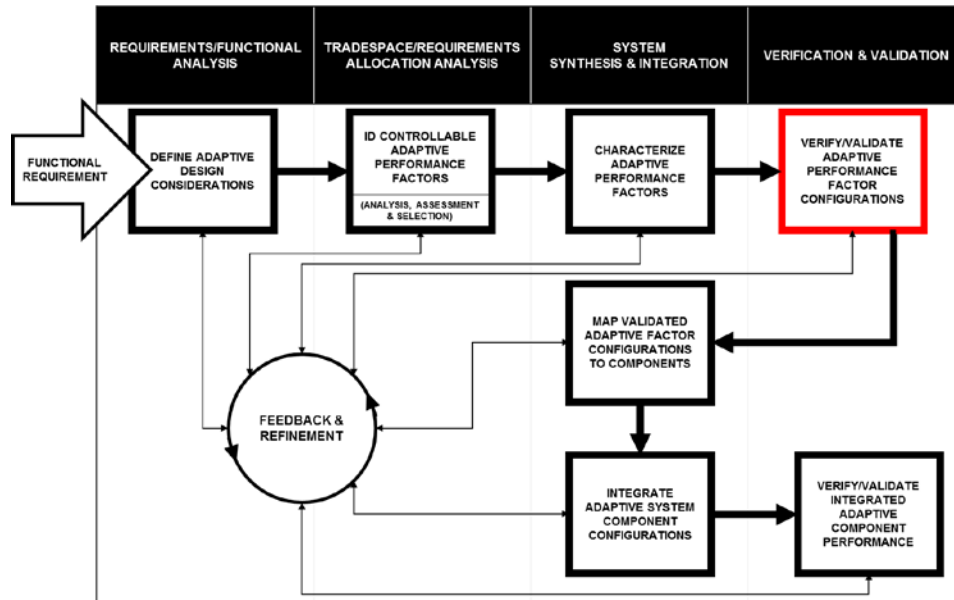 REQUIREMENTS/FUNCTIONAL
ANALYSIS
TRADESPACE/REQUIREMENTS
ALLOCATION ANALYSIS
SYSTEM
SYNTHESIS & INTEGRATION
VERIFICATION & VALIDATION
FUNCTIONAL
REQUIREMENT
DEFINE ADAPTIVE
DESIGN
CONSIDERATIONS
ID CONTROLLABLE
ADAPTIVE
PERFORMANCE
FACTORS
(ANALYSIS, ASSESSMENT
& SELECTION)
CHARACTERIZE
ADAPTIVE
PERFORMANCE
FACTORS
VERIFY/VALIDATE
ADAPTIVE
PERFORMANCE
FACTOR
CONFIGURATIONS
MAP VALIDATED
ADAPTIVE FACTOR
CONFIGURATIONS
TO COMPONENTS
FEEDBACK &
REFINEMENT
INTEGRATE
ADAPTIVE SYSTEM
COMPONENT
CONFIGURATIONS
VERIFY/VALIDATE
INTEGRATED
ADAPTIVE
COMPONENT
PERFORMANCE